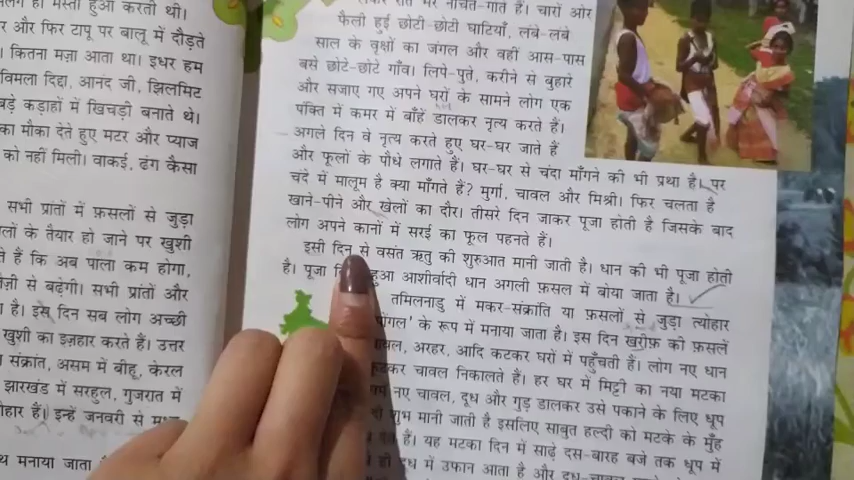 र और फिर टापू पर बालू में दौड़ते
कितना मज़ा आता था। इधर हम
विमला दिद्दा, आनंद जी, झिलमिट
बड़े कड़ाहों में खिचड़ी बनाते थे।
का मौका देते हुए मटर और प्याज
को नहीं मिली। वाकई, ढंग कैसा
सभी प्रांतों में फ़सलों से जुड़ा
लों के तैयार हो जाने पर खुशी
ते हैं कि अब पाला कम होगा,
ज़ी से बढ़ेगी। सभी प्रांतों और
है। इस दिन सब लोग अच्छी
खुशी का इज़हार करते हैं। उत्तर
संक्रांत, असम में बीहू, केरल
झारखंड में सरहुल, गुजरात में
हार हैं। इन्हें जनवरी से
मनाया जाता
रात भर नाचते-गाते हैं। चारों ओर
फैली हुई छोटी-छोटी घाटियाँ, लंबे-लंबे
साल के वृक्षों का जंगल और वहीं आस-पास
बसे छोटे-छोटे गाँव। लिपे-पुते, करीने से बुहारे
और सजाए गए अपने घरों के सामने लोग एक
पंक्ति में कमर में बाँहें डालकर नृत्य करते हैं।
अगले दिन वे नृत्य करते हुए घर-घर जाते हैं
और फूलों के पौधे लगाते हैं। घर-घर से चंदा माँगने की भी प्रथा है। पर
चंदे में मालूम है क्या माँगते हैं? मुर्गा, चावल और मिश्री। फिर चलता है
खाने-पीने और खेलों का दौर। तीसरे दिन जाकर पूजा होती है जिसके बाद
लोग अपने कानों में सरई का फूल पहनते हैं।
इसी दिन से वसंत ऋतु की शुरुआत मानी जाती है। धान की भी पूजा होती
है। पूजा हुआ आशीर्वादी धान अगली फ़सल में बोया जाता है।
तमिलनाडु में मकर-संक्रांति या फ़सलों से जुड़ा त्योहार
पोंगल' के रूप में मनाया जाता है। इस दिन खरीफ़ की फ़सलें
अरहर, आदि कटकर घरों में पहुँचती हैं। लोग नए धान
कूटकर चावल निकालते हैं। हर घर में मिट्टी का नया मटका
नए चावल, दूध और गुड़ डालकर उसे पकाने के लिए धूप
शुभ मानी जाती है इसलिए साबुत हल्दी को मटके के मुँह
हैं। यह मटका दिन में साढ़े दस-बारह बजे तक धूप में
दूध में उफान आता है और दूध-चावल